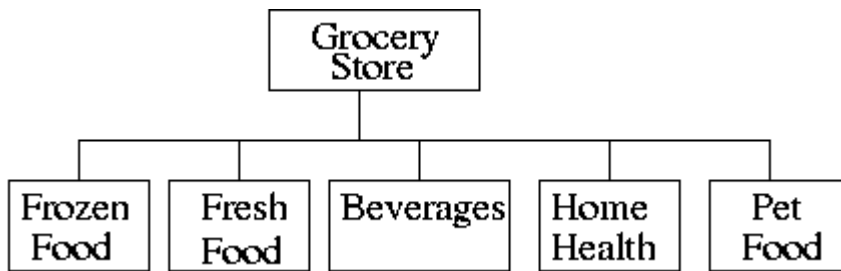 Grocery
Store
Frozen
Food
Fresh
Food
Beverages
Home
Health
Pet
Food